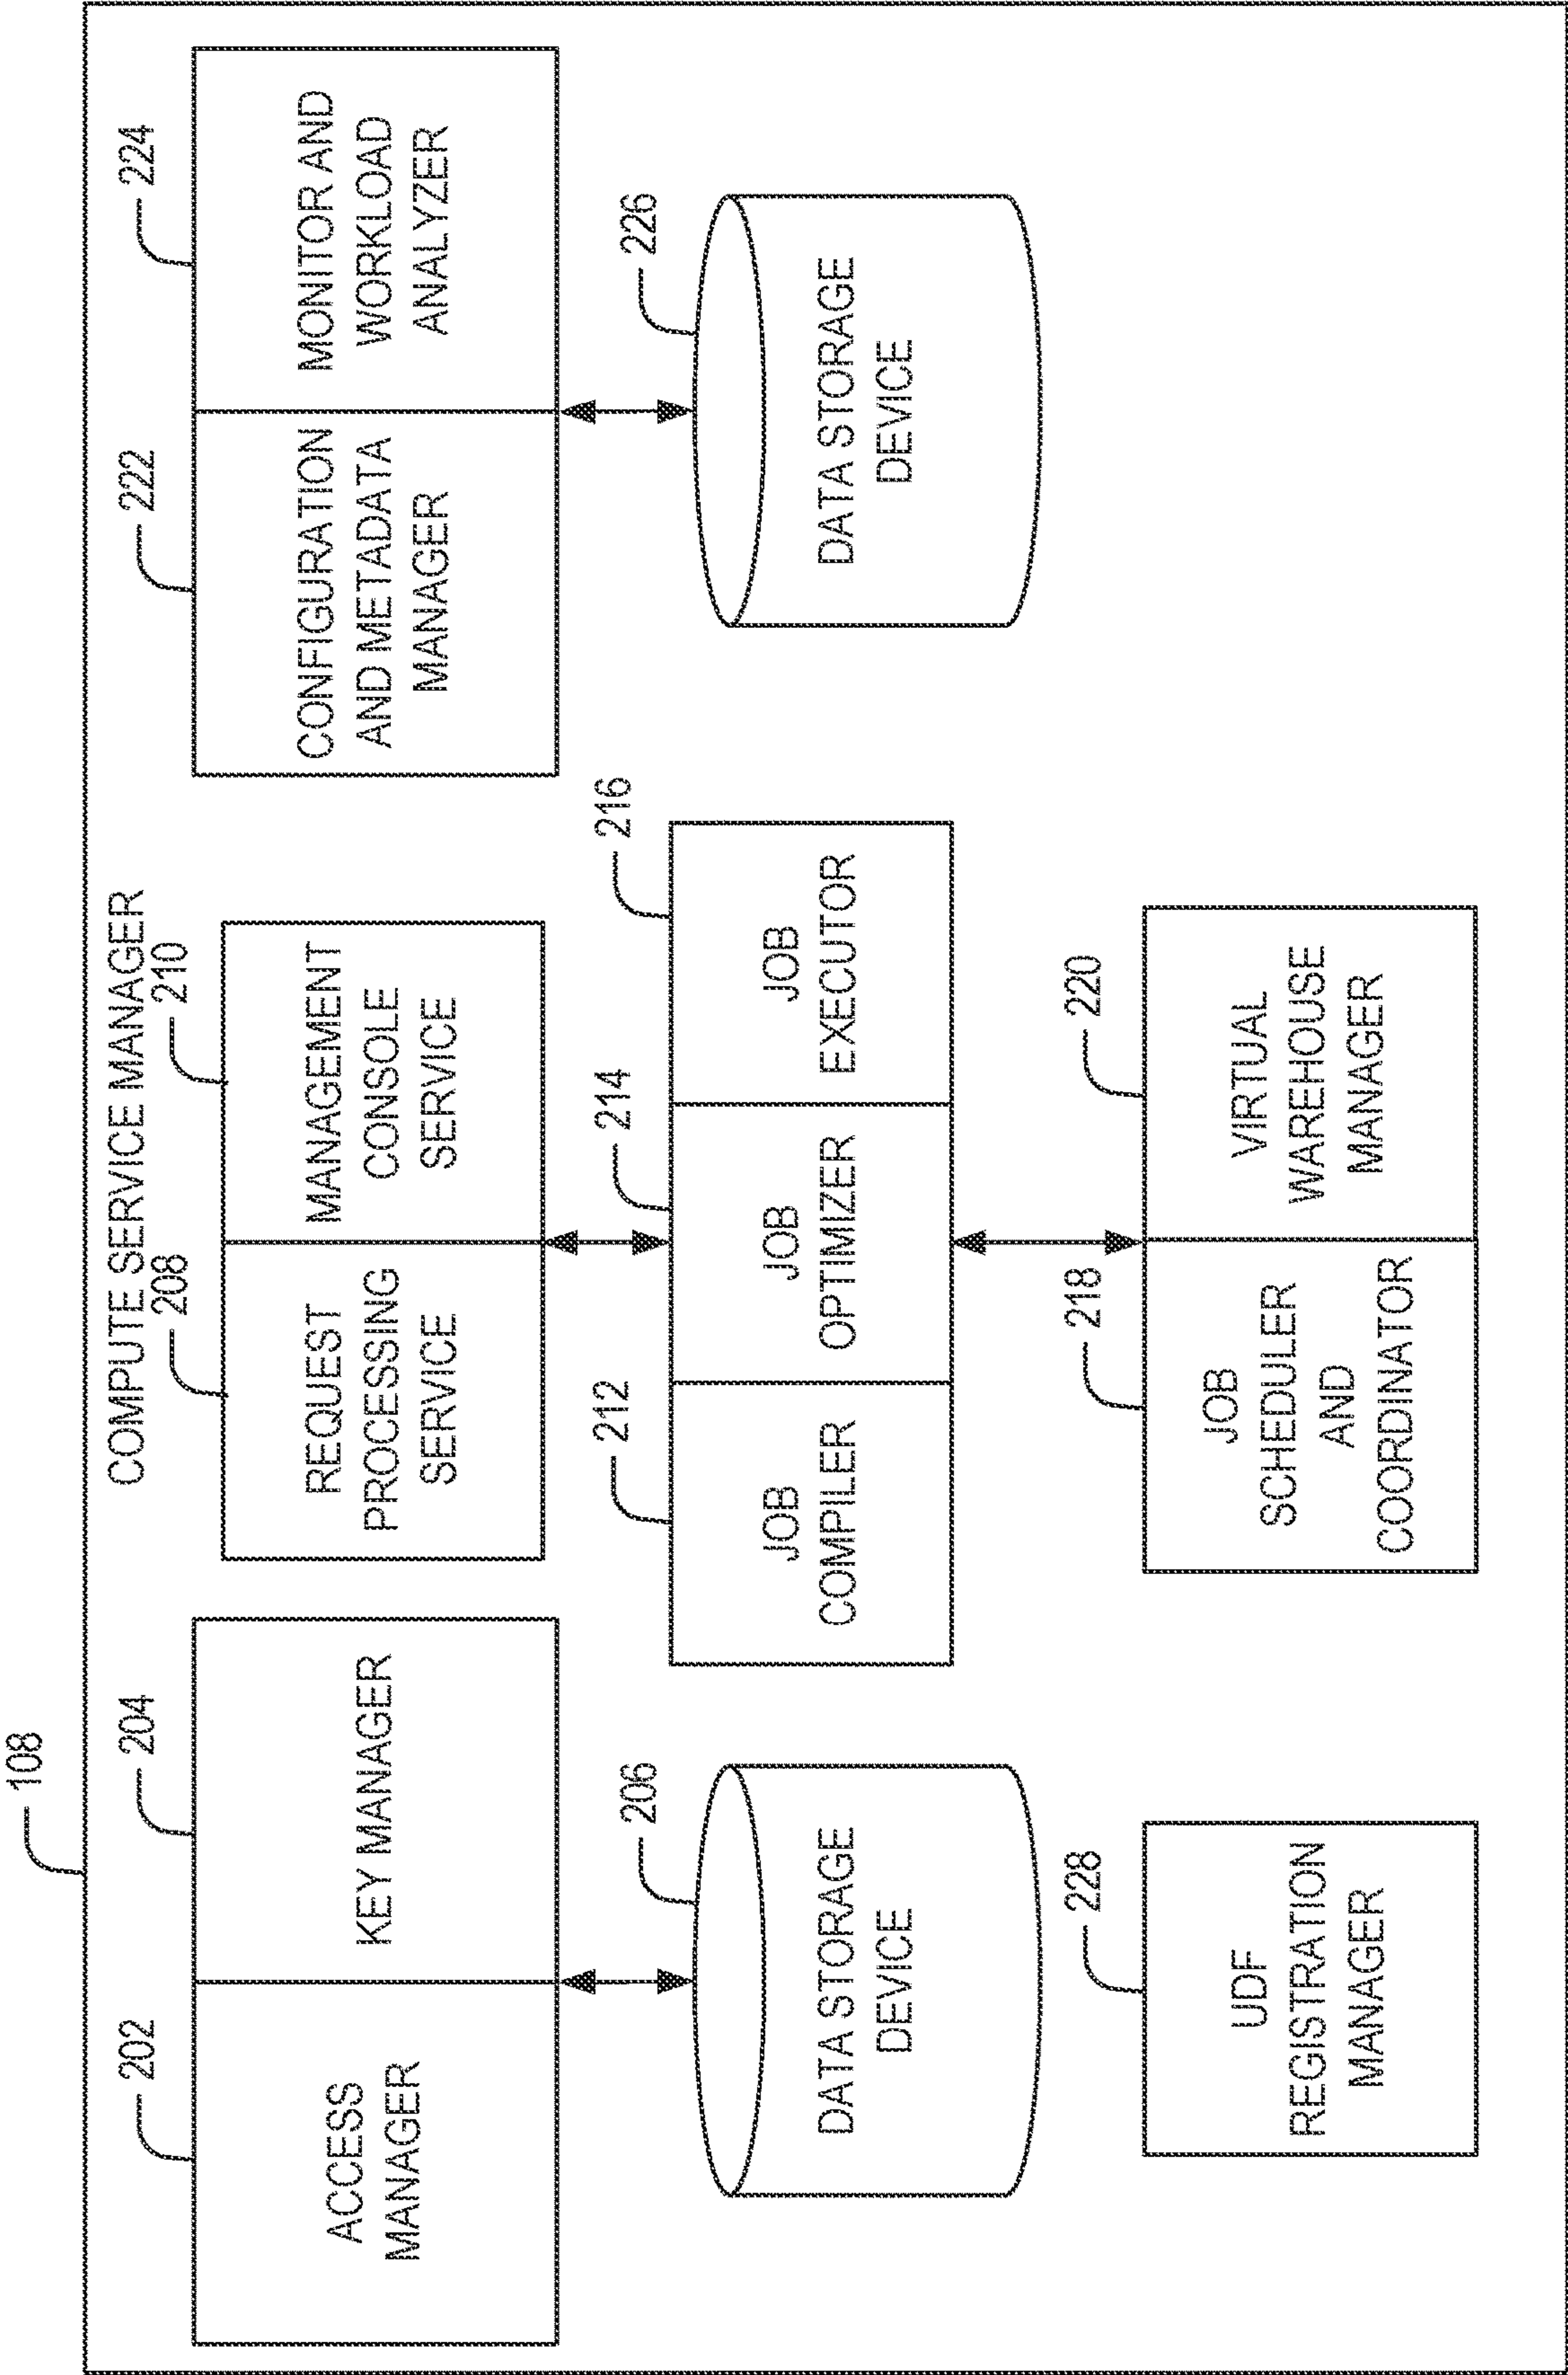 108
COMPUTE SERVICE MANAGER
202
204
ACCESS
MANAGER
KEY MANAGER
206
DATA STORAGE
DEVICE
228
UDF
REGISTRATION
MANAGER
208
210
REQUEST
PROCESSING
SERVICE
MANAGEMENT
CONSOLE
SERVICE
212
214
216
JOB
COMPILER
JOB
OPTIMIZER
JOB
EXECUTOR
218
220
JOB
SCHEDULER
AND
COORDINATOR
VIRTUAL
WAREHOUSE
MANAGER
222
224
CONFIGURATION
AND METADATA
MANAGER
MONITOR AND
WORKLOAD
ANALYZER
226
DATA STORAGE
DEVICE